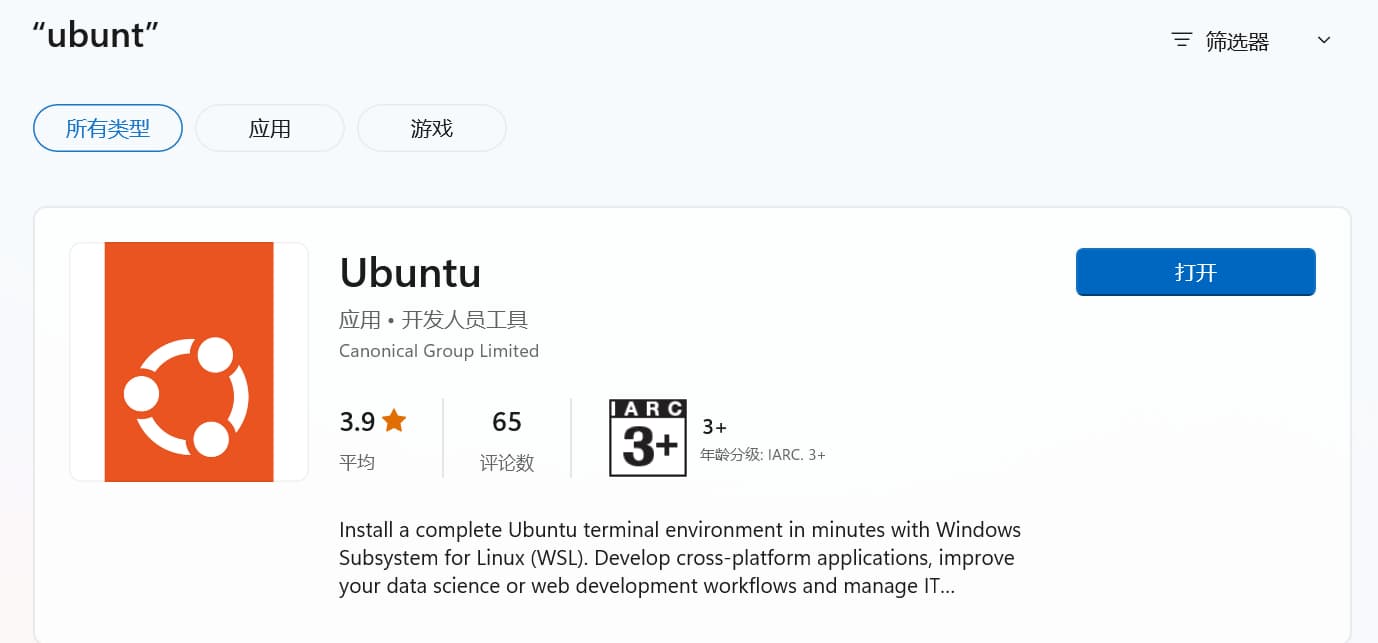 “ubunt”
筛选器
所有类型
应用
游戏
Ubuntu
打开
应用 • 开发人员工具
Canonical Group Limited
3.9
平均
65
评论数
IARC
3+
3+
年龄分级: IARC. 3+
Install a complete Ubuntu terminal environment in minutes with Windows
Subsystem for Linux (WSL). Develop cross-platform applications, improve
your data science or web development workflows and manage IT...